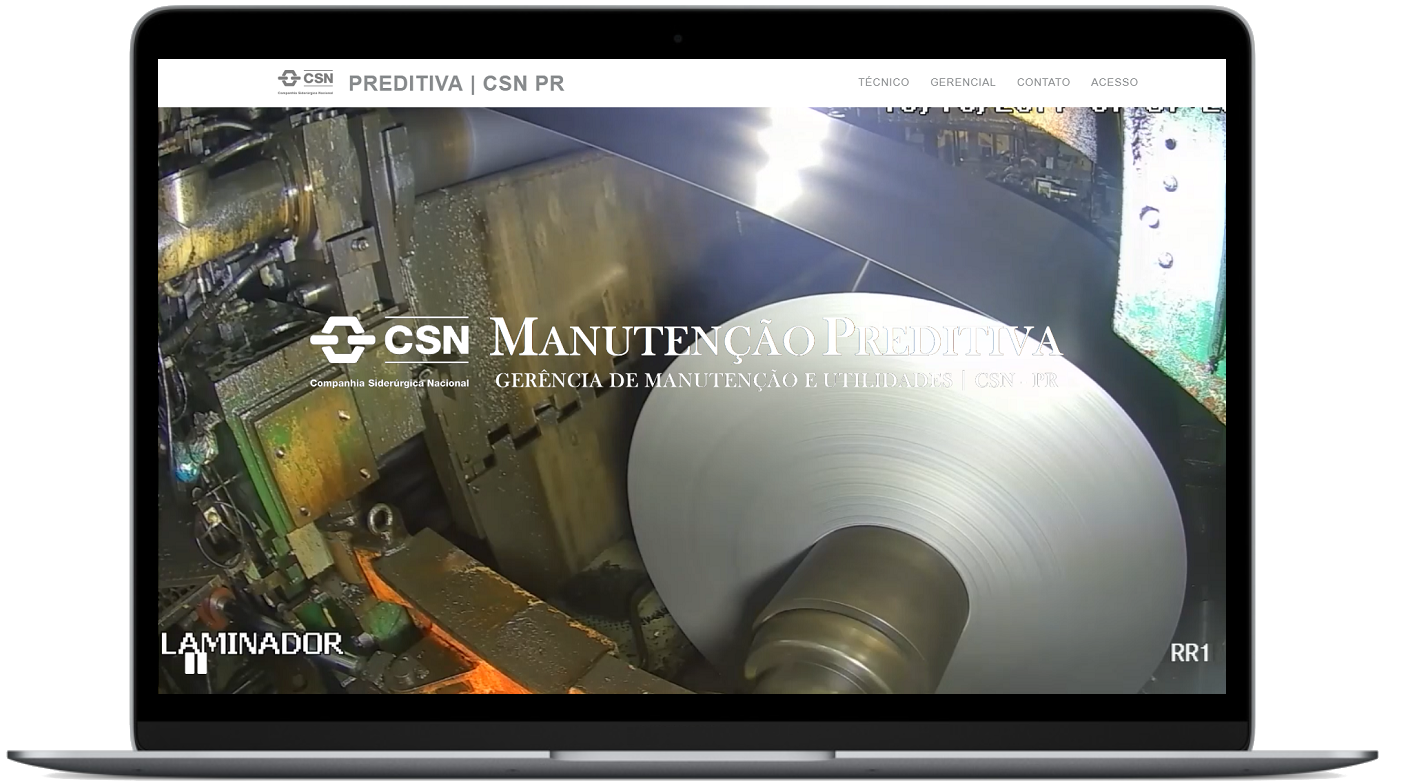 CSN
Companhia Siderúrgica Nacional
PREDITIVA | CSN PR
TÉCNICO GERENCIAL CONTATO ACESSO
CSN
Companhia Siderúrgica Nacional
MANUTENÇÃO PREDITIVA
GERÊNCIA DE MANUTENÇÃO E UTILIDADES | CSN - PR
LAMINADOR
RR1